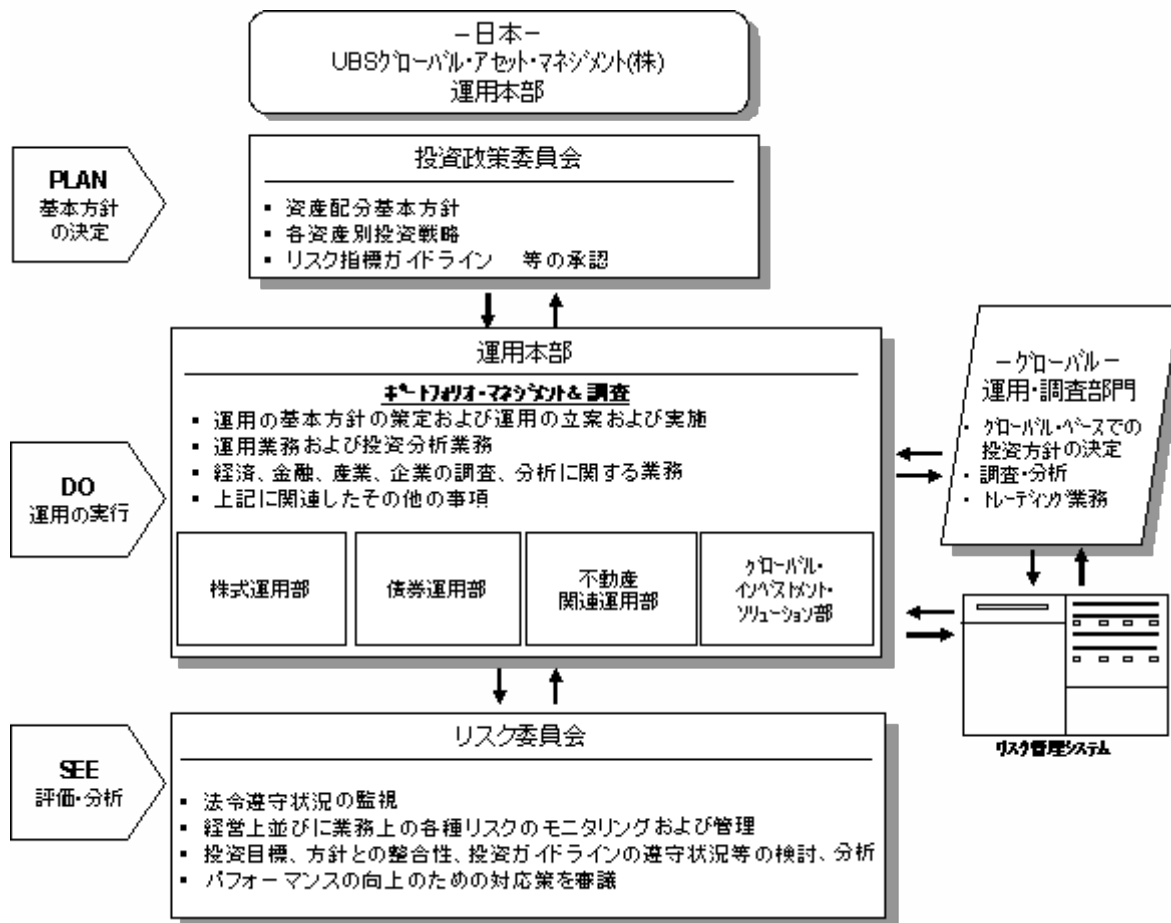 －日本－
UBSグローバル・アセット・マネジメント(株)
運用本部
PLAN
基本方針
の決定
投資政策委員会
▪ 資産配分基本方針
▪ 各資産別投資戦略
▪ リスク指標ガイドライン　等の承認
DO
運用の実行
運用本部
ポートフォリオ・マネジメント＆調査
▪ 運用の基本方針の策定および運用の立案および実施
▪ 運用業務および投資分析業務
▪ 経済、金融、産業、企業の調査、分析に関する業務
▪ 上記に関連したその他の事項
株式運用部
債券運用部
不動産
関連運用部
グローバル・
インベストメント・
ソリューション部
－グローバル－
運用・調査部門
▪ グローバル・ベースでの
投資方針の決定
▪ 調査・分析
▪ トレーディング業務
リスク管理システム
SEE
評価・分析
リスク委員会
▪ 法令遵守状況の監視
▪ 経営上並びに業務上の各種リスクのモニタリングおよび管理
▪ 投資目標、方針との整合性、投資ガイドラインの遵守状況等の検討、分析
▪ パフォーマンスの向上のための対応策を審議